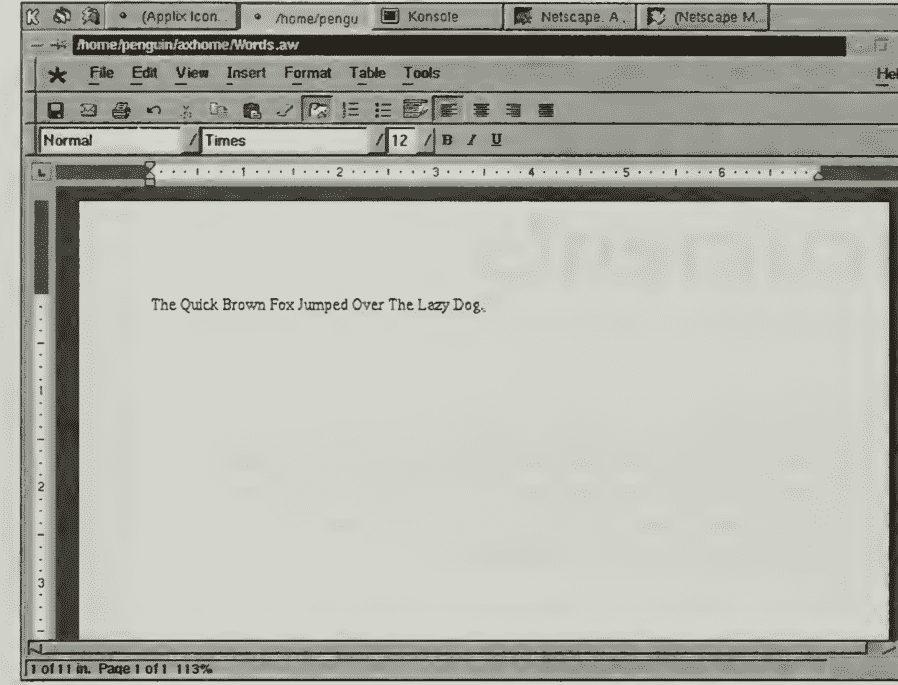 (Applix Icon.. /home/pengu Konsole Netscape. A. (Netscape M...
/home/penguin/axhome/Words.aw
File Edit View Insert Format Table Tools Hel
Normal Times 12 B I U
L 1 2 3 4 5 6
The Quick Brown Fox Jumped Over The Lazy Dog.
1
2
3
1 of 11 in. Page 1 of 1 113%